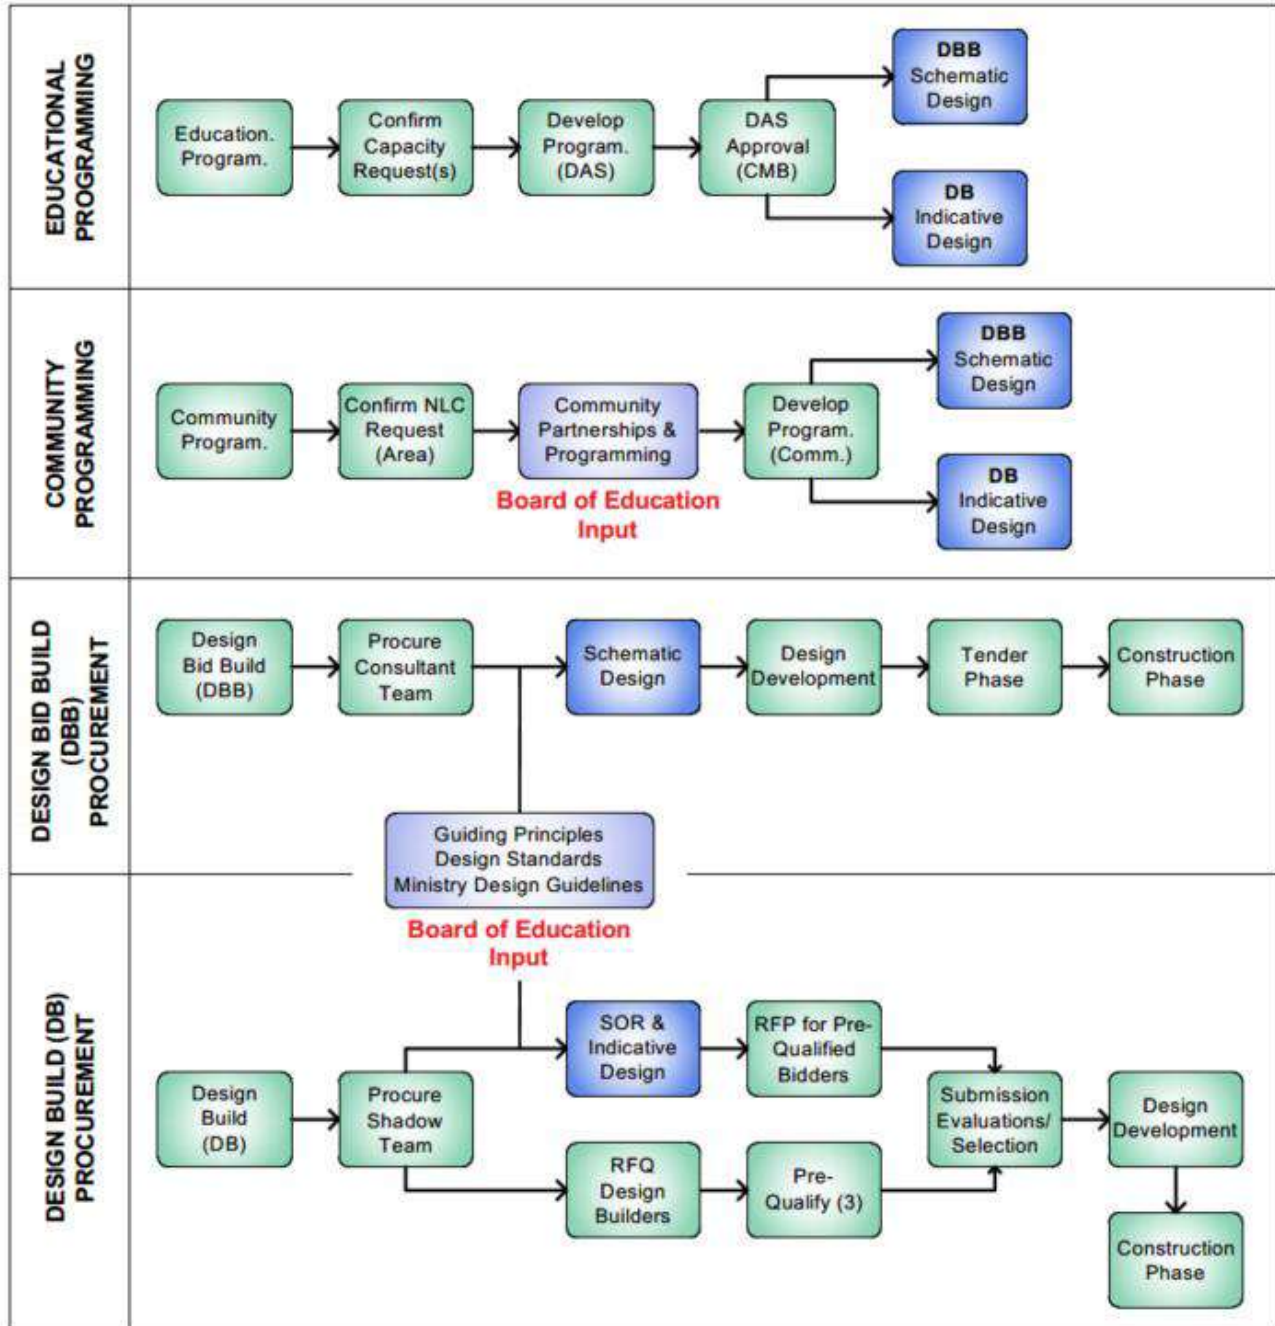 EDUCATIONAL
PROGRAMMING
Education.
Program.
Confirm
Capacity
Request(s)
Develop
Program.
(DAS)
DAS
Approval
(CMB)
DBB
Schematic
Design
DB
Indicative
Design
COMMUNITY
PROGRAMMING
Community
Program.
Confirm NLC
Request
(Area)
Community
Partnerships &
Programming
Board of Education
Input
Develop
Program.
(Comm.)
DBB
Schematic
Design
DB
Indicative
Design
DESIGN BID BUILD
(DBB)
PROCUREMENT
Design
Bid Build
(DBB)
Procure
Consultant
Team
Schematic
Design
Design
Development
Tender
Phase
Construction
Phase
Guiding Principles
Design Standards
Ministry Design Guidelines
Board of Education
Input
DESIGN BUILD (DB)
PROCUREMENT
Design
Build
(DB)
Procure
Shadow
Team
SOR &
Indicative
Design
RFP for Pre-
Qualified
Bidders
RFQ
Design
Builders
Pre-
Qualify (3)
Submission
Evaluations/
Selection
Design
Development
Construction
Phase